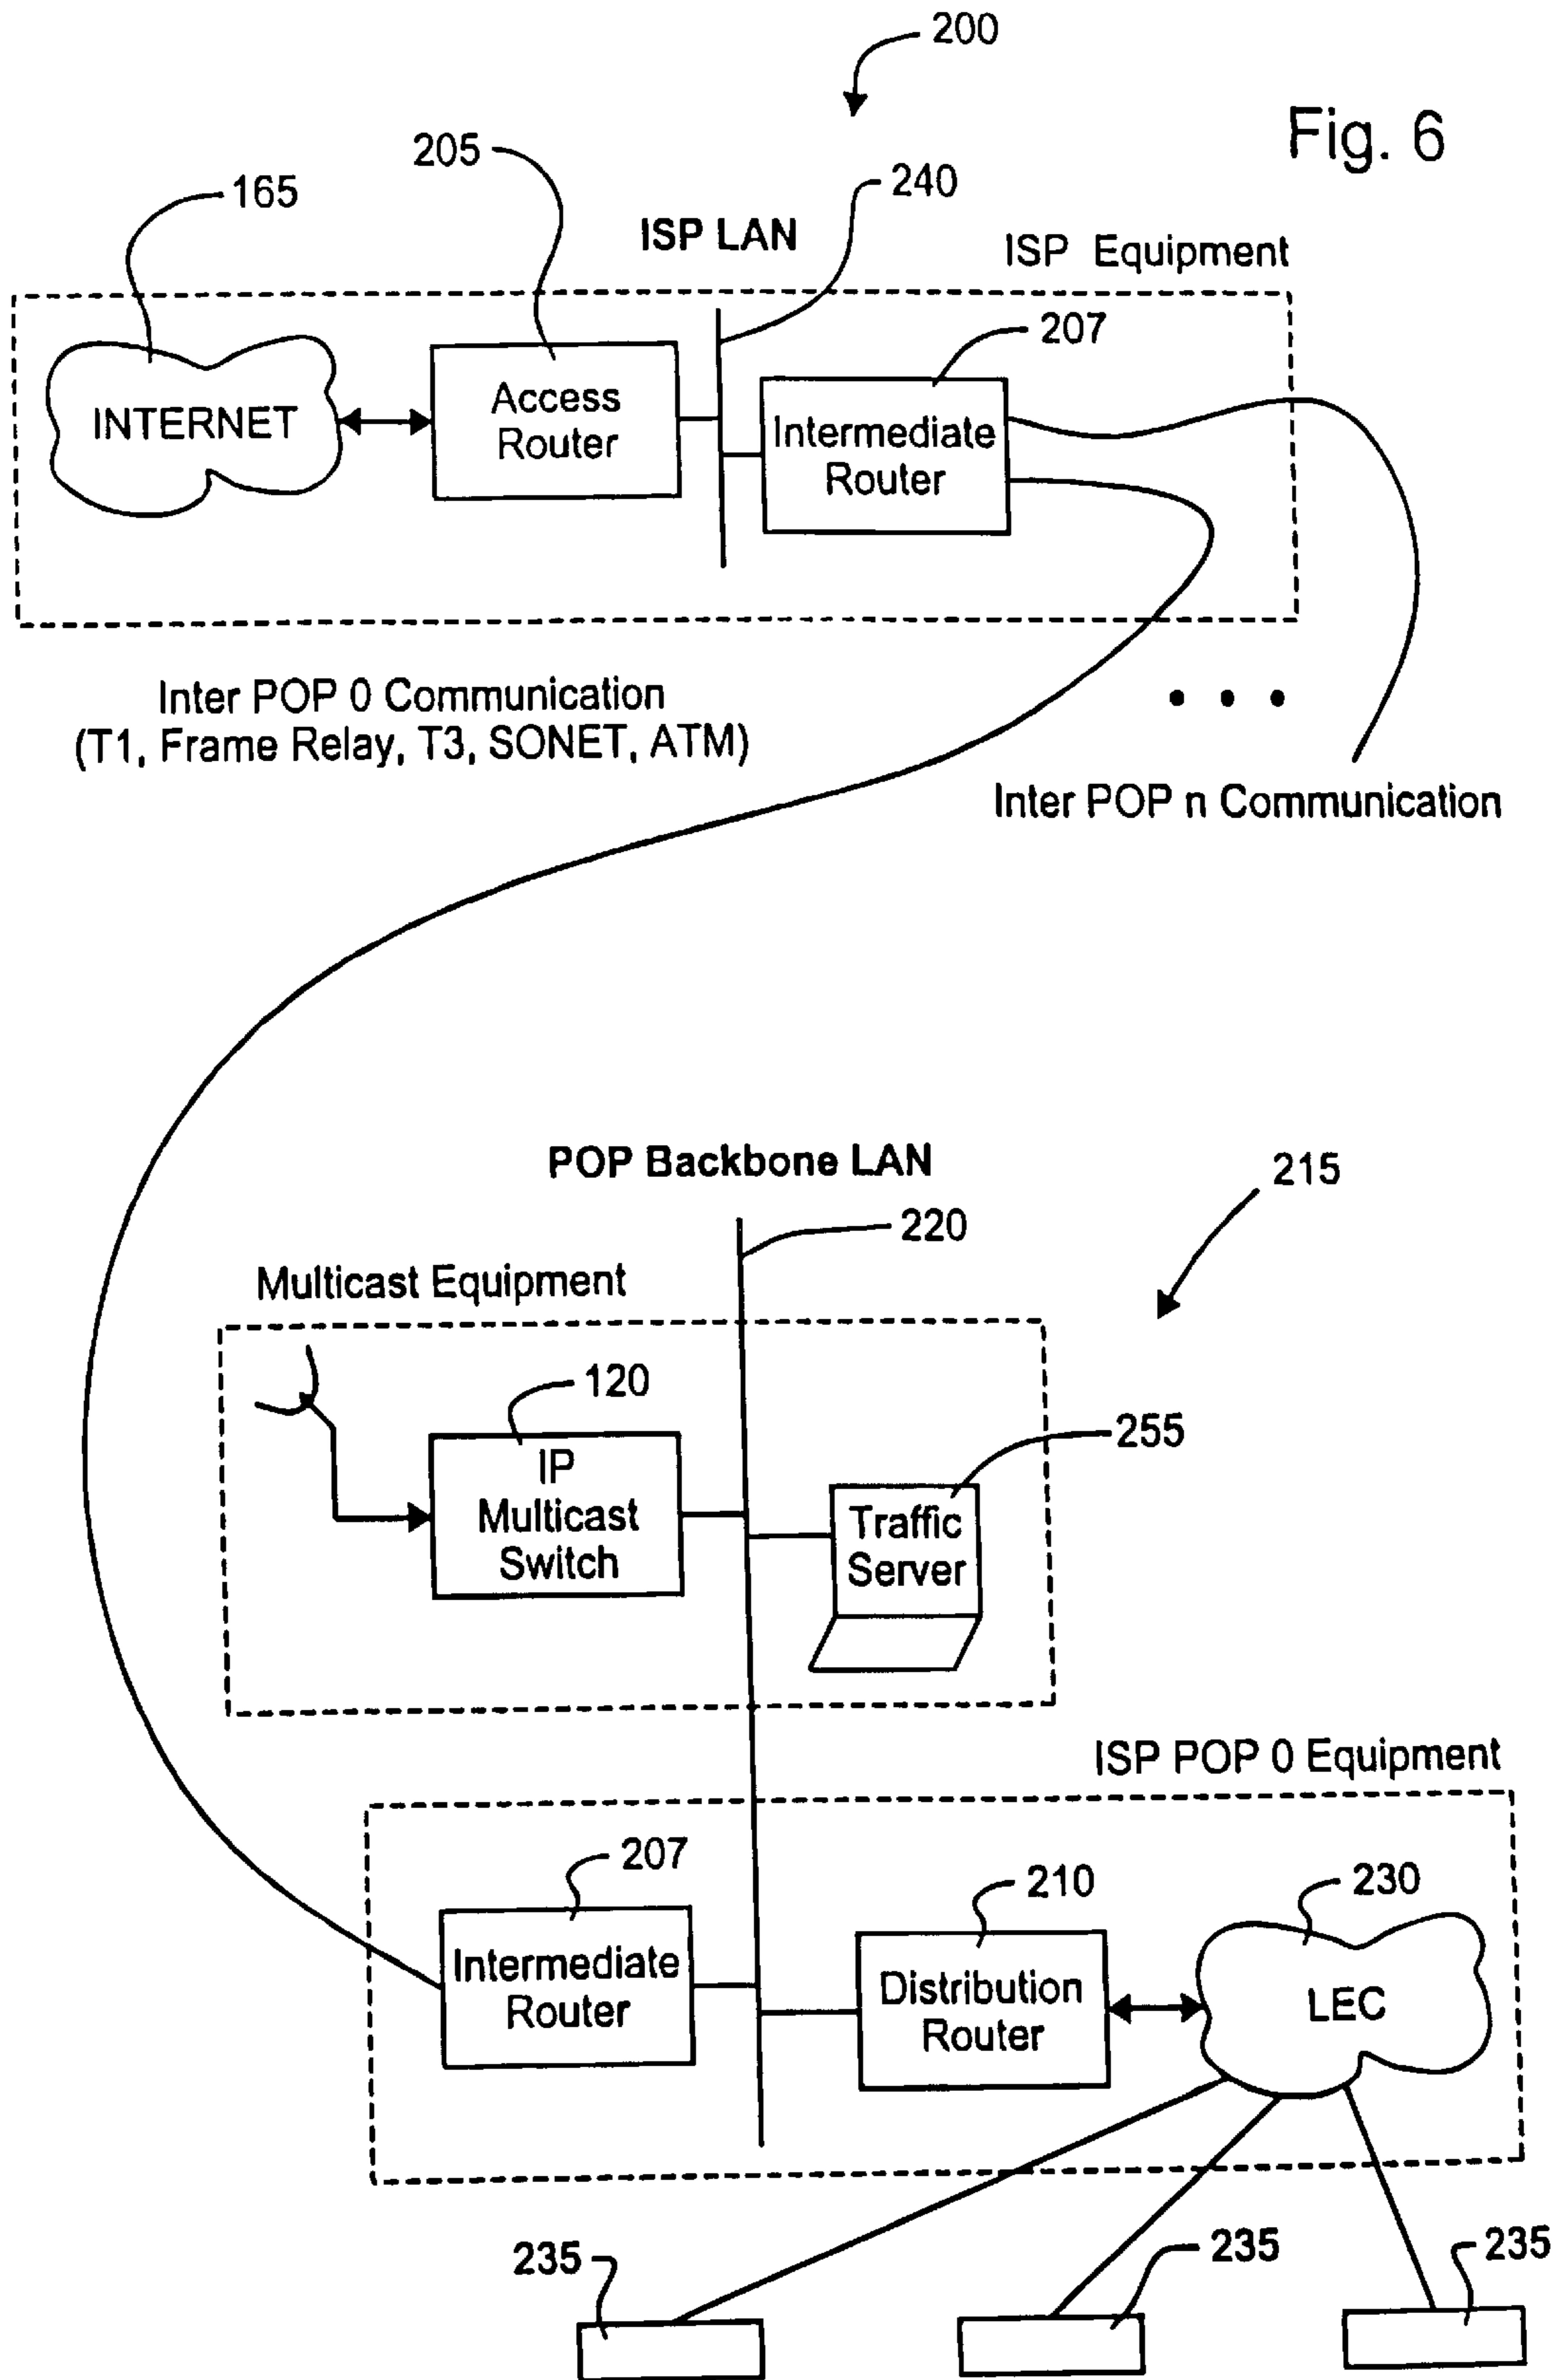 200
Fig. 6
205
165
240
ISP LAN
ISP Equipment
207
INTERNET
Access
Router
Intermediate
Router
Inter POP 0 Communication
(T1, Frame Relay, T3, SONET, ATM)
• • •
Inter POP n Communication
POP Backbone LAN
215
220
Multicast Equipment
120
255
IP
Multicast
Switch
Traffic
Server
ISP POP 0 Equipment
207
210
230
Intermediate
Router
Distribution
Router
LEC
235
235
235